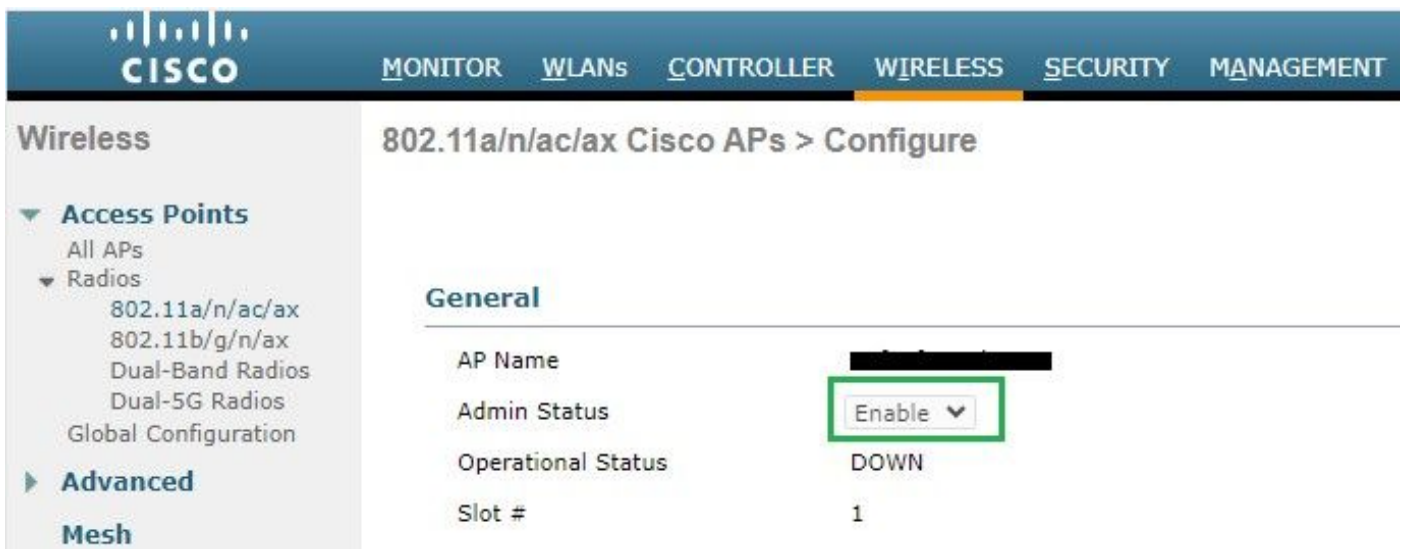 CISCO
MONITOR WLANs CONTROLLER WIRELESS SECURITY MANAGEMENT
Wireless
Access Points
All APs
Radios
802.11a/n/ac/ax
802.11b/g/n/ax
Dual-Band Radios
Dual-5G Radios
Global Configuration
Advanced
Mesh
802.11a/n/ac/ax Cisco APs > Configure
General
AP Name
Admin Status Enable
Operational Status DOWN
Slot # 1